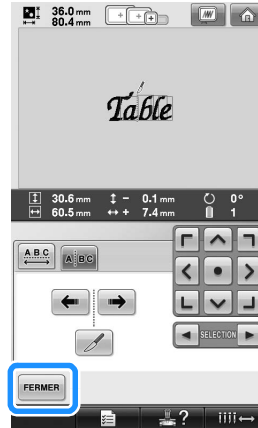 36.0 mm
80.4 mm
Table
30.6 mm - 0.1 mm 0°
60.5 mm + 7.4 mm 1
ABC
A BC
SELECTION
FERMER
?